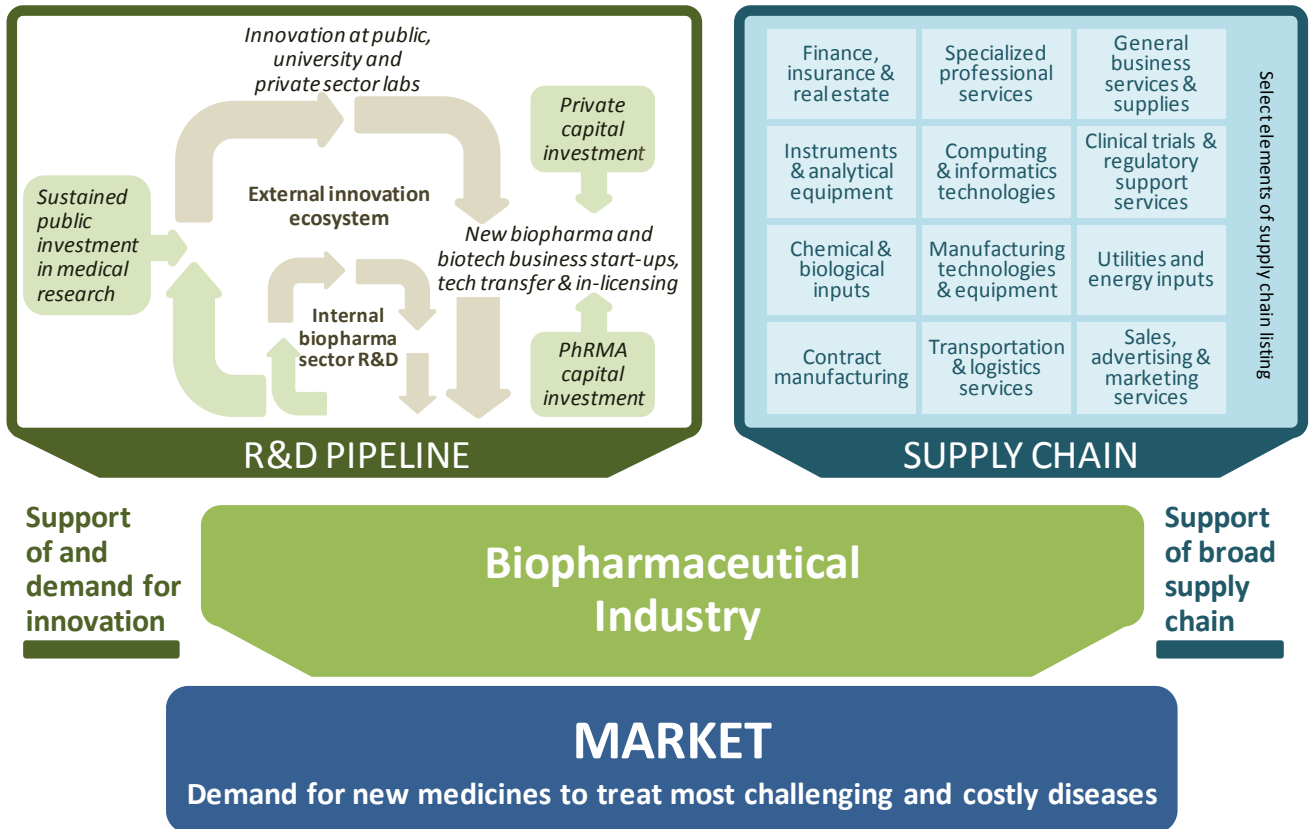 Innovation at public,
university and
private sector labs
Private
capital
investment
Sustained
public
investment
in medical
research
External innovation
ecosystem
New biopharma and
biotech business start-ups,
tech transfer & in-licensing
Internal
biopharma
sector R&D
PhRMA
capital
investment
R&D PIPELINE
Finance,
insurance &
real estate
Specialized
professional
services
General
business
services &
supplies
Instruments
& analytical
equipment
Computing
& informatics
technologies
Clinical trials &
regulatory
support
services
Chemical &
biological
inputs
Manufacturing
technologies
& equipment
Utilities and
energy inputs
Contract
manufacturing
Transportation
& logistics
services
Sales,
advertising &
marketing
services
Select elements of supply chain listing
SUPPLY CHAIN
Support
of and
demand for
innovation
Biopharmaceutical
Industry
Support
of broad
supply
chain
MARKET
Demand for new medicines to treat most challenging and costly diseases